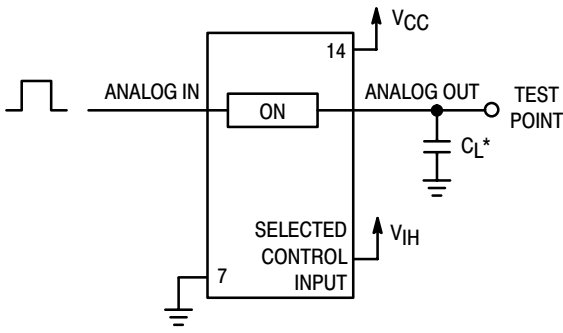 VCC
14
ANALOG IN
ON
ANALOG OUT
TEST
POINT
CL*
SELECTED
CONTROL
INPUT
VIH
7